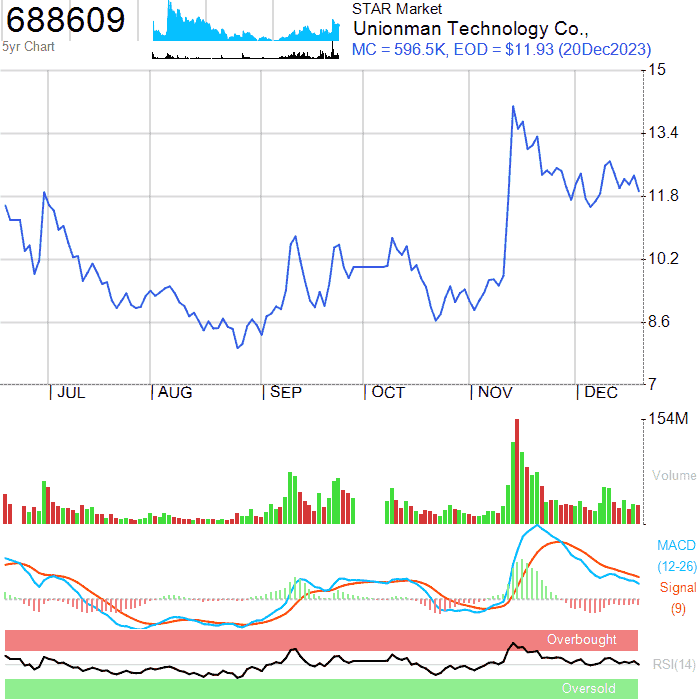 688609
5yr Chart
STAR Market
Unionman Technology Co.,
MC = 596.5K, EOD = $11.93 (20Dec2023)
15
13.4
11.8
10.2
8.6
7
JUL AUG SEP OCT NOV DEC
154M
Volume
MACD
(12-26)
Signal
(9)
Overbought
RSI(14)
Oversold